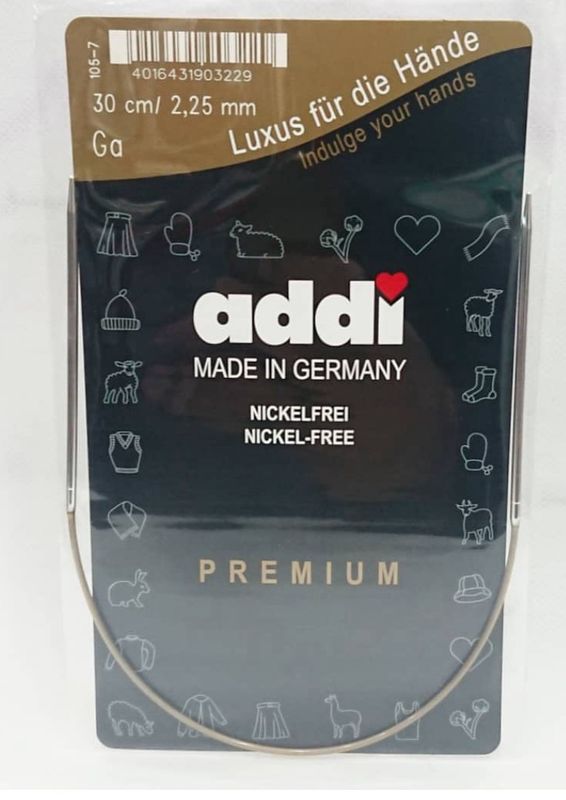 105-7
4016431903229
30 cm/ 2,25 mm
Ga
Luxus für die Hände
Indulge your hands
addi
MADE IN GERMANY
NICKELFREI
NICKEL-FREE
PREMIUM